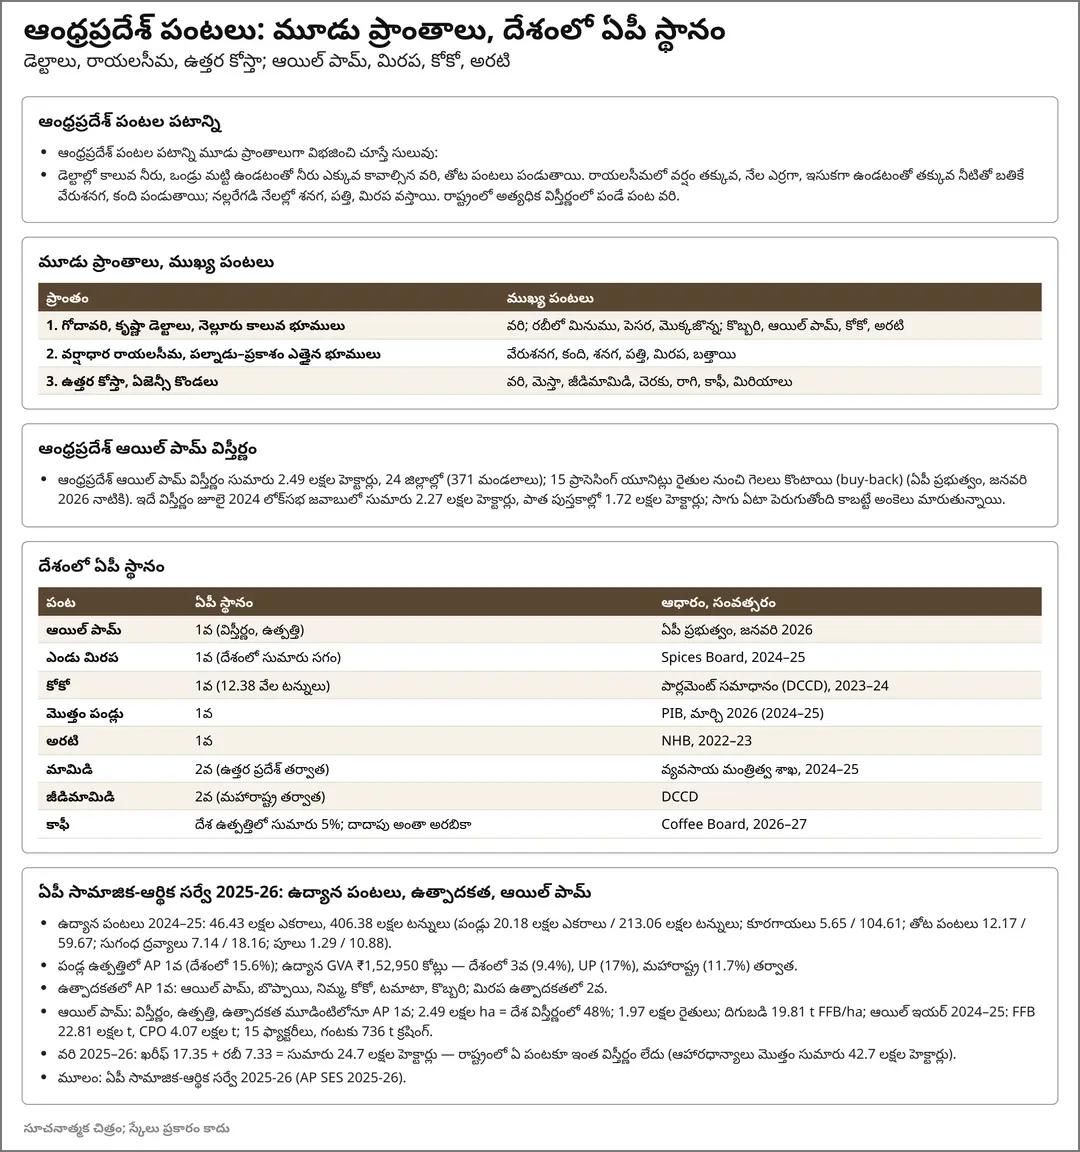 ఆంధ్రప్రదేశ్ పంటలు: మూడు ప్రాంతాలు, దేశంలో ఏపీ స్థానం
డెల్టాలు, రాయలసీమ, ఉత్తర కోస్తా; ఆయిల్ పామ్, మిరప, కోకో, అరటి
ఆంధ్రప్రదేశ్ పంటల పటాన్ని
• ఆంధ్రప్రదేశ్ పంటల పటాన్ని మూడు ప్రాంతాలుగా విభజించి చూస్తే సులువు:
• డెల్టాల్లో కాలువ నీరు, ఒండ్రు మట్టి ఉండటంతో నీరు ఎక్కువ కావాల్సిన వరి, తోట పంటలు పండుతాయి. రాయలసీమలో వర్షం తక్కువ, నేల ఎర్రగా, ఇసుకగా ఉండటంతో తక్కువ నీటితో బతికే
వేరుశనగ, కంది పండుతాయి; నల్లరేగడి నేలల్లో శనగ, పత్తి, మిరప వస్తాయి. రాష్ట్రంలో అత్యధిక విస్తీర్ణంలో పండే పంట వరి.
మూడు ప్రాంతాలు, ముఖ్య పంటలు
ప్రాంతం ముఖ్య పంటలు
1. గోదావరి, కృష్ణా డెల్టాలు, నెల్లూరు కాలువ భూములు వరి; రబీలో మినుము, పెసర, మొక్కజొన్న; కొబ్బరి, ఆయిల్ పామ్, కోకో, అరటి
2. వర్షాధార రాయలసీమ, పల్నాడు–ప్రకాశం ఎత్తైన భూములు వేరుశనగ, కంది, శనగ, పత్తి, మిరప, బత్తాయి
3. ఉత్తర కోస్తా, ఏజెన్సీ కొండలు వరి, మెస్తా, జీడిమామిడి, చెరకు, రాగి, కాఫీ, మిరియాలు
ఆంధ్రప్రదేశ్ ఆయిల్ పామ్ విస్తీర్ణం
• ఆంధ్రప్రదేశ్ ఆయిల్ పామ్ విస్తీర్ణం సుమారు 2.49 లక్షల హెక్టార్లు, 24 జిల్లాల్లో (371 మండలాలు); 15 ప్రాసెసింగ్ యూనిట్లు రైతుల నుంచి గెలలు కొంటాయి (buy-back) (ఏపీ ప్రభుత్వం, జనవరి
2026 నాటికి). ఇదే విస్తీర్ణం జూలై 2024 లోక్‌సభ జవాబులో సుమారు 2.27 లక్షల హెక్టార్లు, పాత పుస్తకాల్లో 1.72 లక్షల హెక్టార్లు; సాగు ఏటా పెరుగుతోంది కాబట్టే అంకెలు మారుతున్నాయి.
దేశంలో ఏపీ స్థానం
పంట ఏపీ స్థానం ఆధారం, సంవత్సరం
ఆయిల్ పామ్ 1వ (విస్తీర్ణం, ఉత్పత్తి) ఏపీ ప్రభుత్వం, జనవరి 2026
ఎండు మిరప 1వ (దేశంలో సుమారు సగం) Spices Board, 2024–25
కోకో 1వ (12.38 వేల టన్నులు) పార్లమెంట్ సమాధానం (DCCD), 2023–24
మొత్తం పండ్లు 1వ PIB, మార్చి 2026 (2024–25)
అరటి 1వ NHB, 2022–23
మామిడి 2వ (ఉత్తర ప్రదేశ్ తర్వాత) వ్యవసాయ మంత్రిత్వ శాఖ, 2024–25
జీడిమామిడి 2వ (మహారాష్ట్ర తర్వాత) DCCD
కాఫీ దేశ ఉత్పత్తిలో సుమారు 5%; దాదాపు అంతా అరబికా Coffee Board, 2026–27
ఏపీ సామాజిక-ఆర్థిక సర్వే 2025-26: ఉద్యాన పంటలు, ఉత్పాదకత, ఆయిల్ పామ్
• ఉద్యాన పంటలు 2024–25: 46.43 లక్షల ఎకరాలు, 406.38 లక్షల టన్నులు (పండ్లు 20.18 లక్షల ఎకరాలు / 213.06 లక్షల టన్నులు; కూరగాయలు 5.65 / 104.61; తోట పంటలు 12.17 /
59.67; సుగంధ ద్రవ్యాలు 7.14 / 18.16; పూలు 1.29 / 10.88).
• పండ్ల ఉత్పత్తిలో AP 1వ (దేశంలో 15.6%); ఉద్యాన GVA ₹1,52,950 కోట్లు — దేశంలో 3వ (9.4%), UP (17%), మహారాష్ట్ర (11.7%) తర్వాత.
• ఉత్పాదకతలో AP 1వ: ఆయిల్ పామ్, బొప్పాయి, నిమ్మ, కోకో, టమాటా, కొబ్బరి; మిరప ఉత్పాదకతలో 2వ.
• ఆయిల్ పామ్: విస్తీర్ణం, ఉత్పత్తి, ఉత్పాదకత మూడింటిలోనూ AP 1వ; 2.49 లక్షల ha = దేశ విస్తీర్ణంలో 48%; 1.97 లక్షల రైతులు; దిగుబడి 19.81 t FFB/ha; ఆయిల్ ఇయర్ 2024–25: FFB
22.81 లక్షల t, CPO 4.07 లక్షల t; 15 ఫ్యాక్టరీలు, గంటకు 736 t క్రషింగ్.
• వరి 2025–26: ఖరీఫ్ 17.35 + రబీ 7.33 = సుమారు 24.7 లక్షల హెక్టార్లు — రాష్ట్రంలో ఏ పంటకూ ఇంత విస్తీర్ణం లేదు (ఆహారధాన్యాలు మొత్తం సుమారు 42.7 లక్షల హెక్టార్లు).
• మూలం: ఏపీ సామాజిక-ఆర్థిక సర్వే 2025-26 (AP SES 2025-26).
సూచనాత్మక చిత్రం; స్కేలు ప్రకారం కాదు